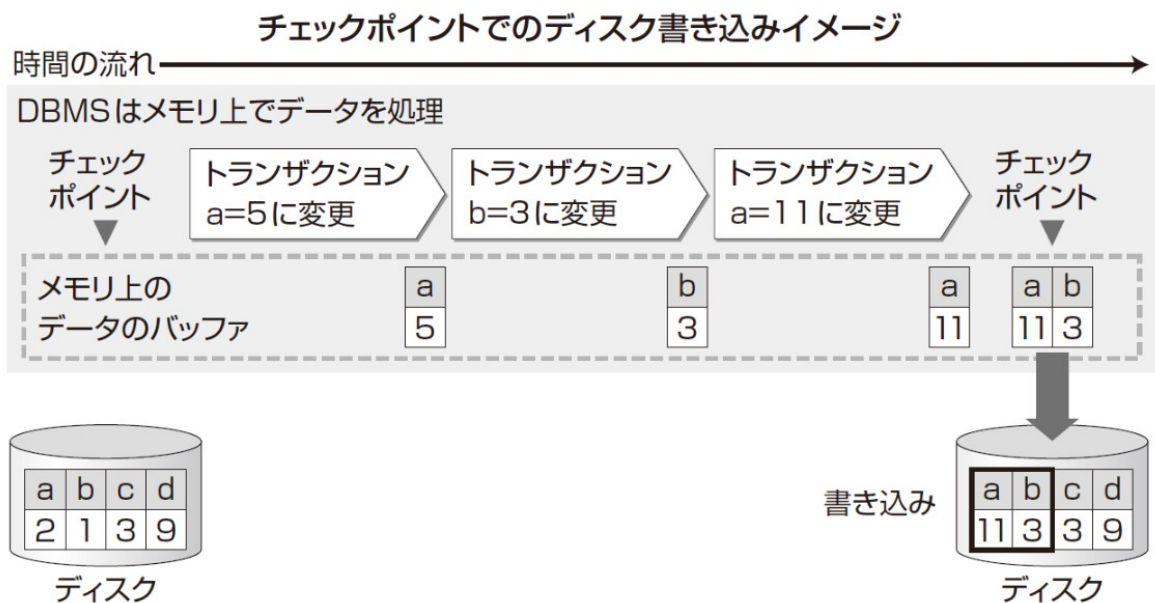 チェックポイントでのディスク書き込みイメージ
時間の流れ
DBMSはメモリ上でデータを処理
チェック
ポイント
トランザクション
a=5に変更
トランザクション
b=3に変更
トランザクション
a=11に変更
チェック
ポイント
メモリ上の
データのバッファ
a
5
b
3
a
11
a b
11 3
a b c d
2 1 3 9
ディスク
書き込み
a b c d
11 3 3 9
ディスク